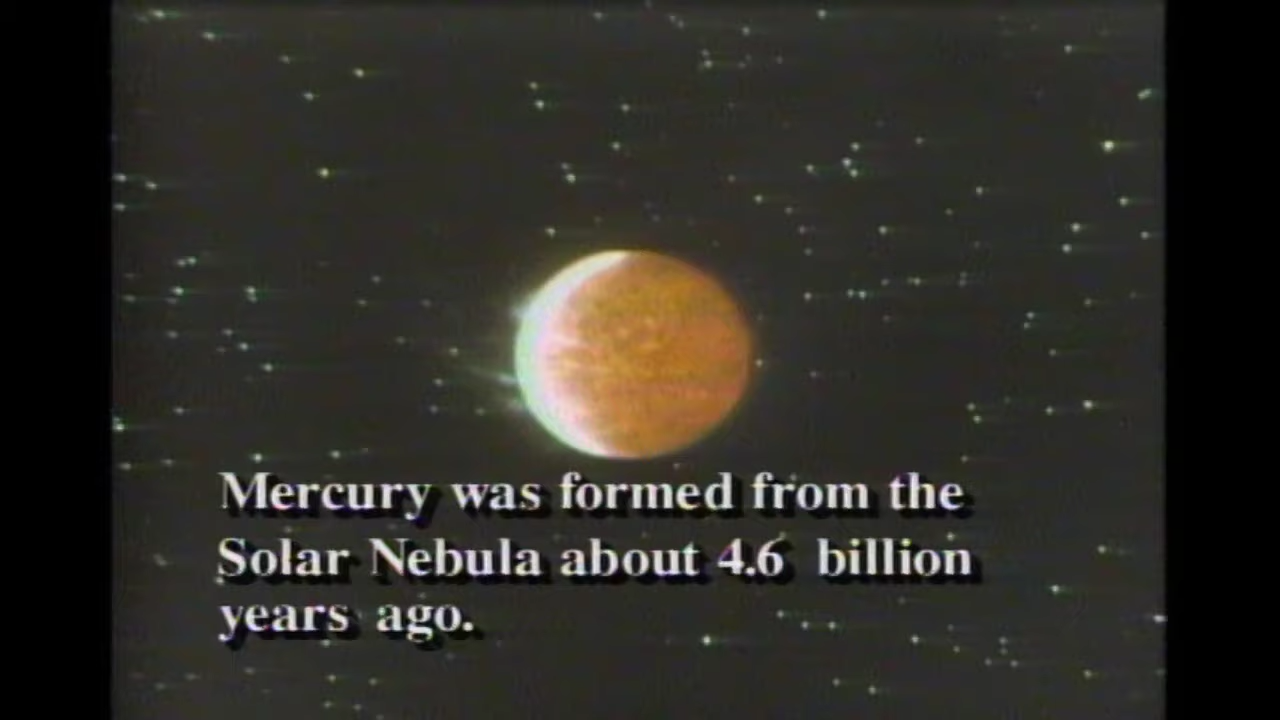 Mercury was formed from the
Solar Nebula about 4.6 billion
years ago.